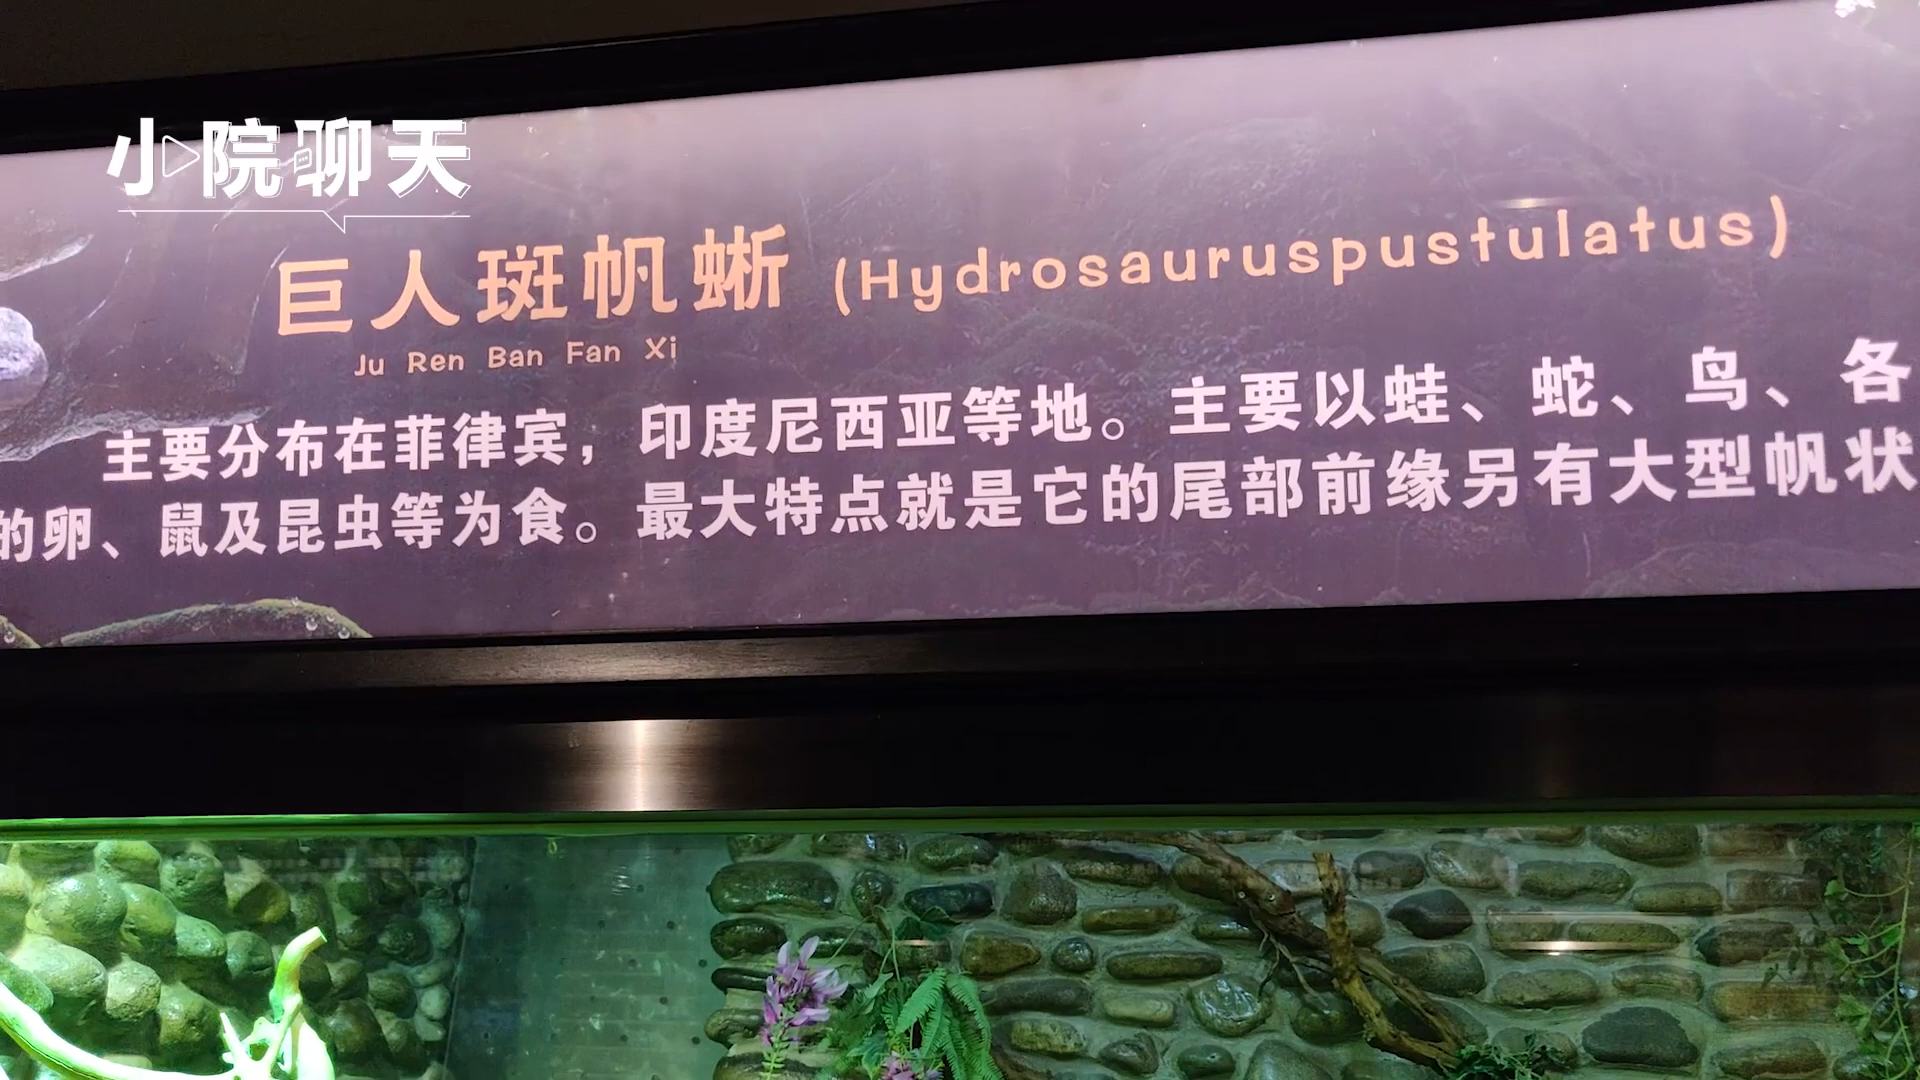 小院聊天
巨人斑帆蜥 (Hydrosauruspustulatus)
Ju Ren Ban Fan Xi
主要分布在菲律宾，印度尼西亚等地。主要以蛙、蛇、鸟、各
的卵、鼠及昆虫等为食。最大特点就是它的尾部前缘另有大型帆状